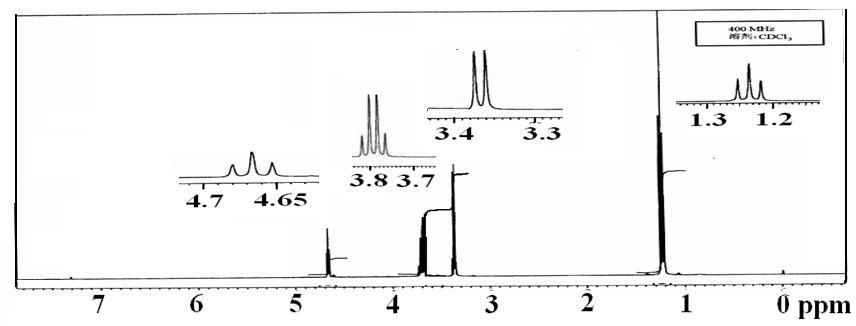 400 MHz
溶剂:CDCl₃
3.4 3.3
1.3 1.2
3.8 3.7
4.7 4.65
7 6 5 4 3 2 1 0 ppm